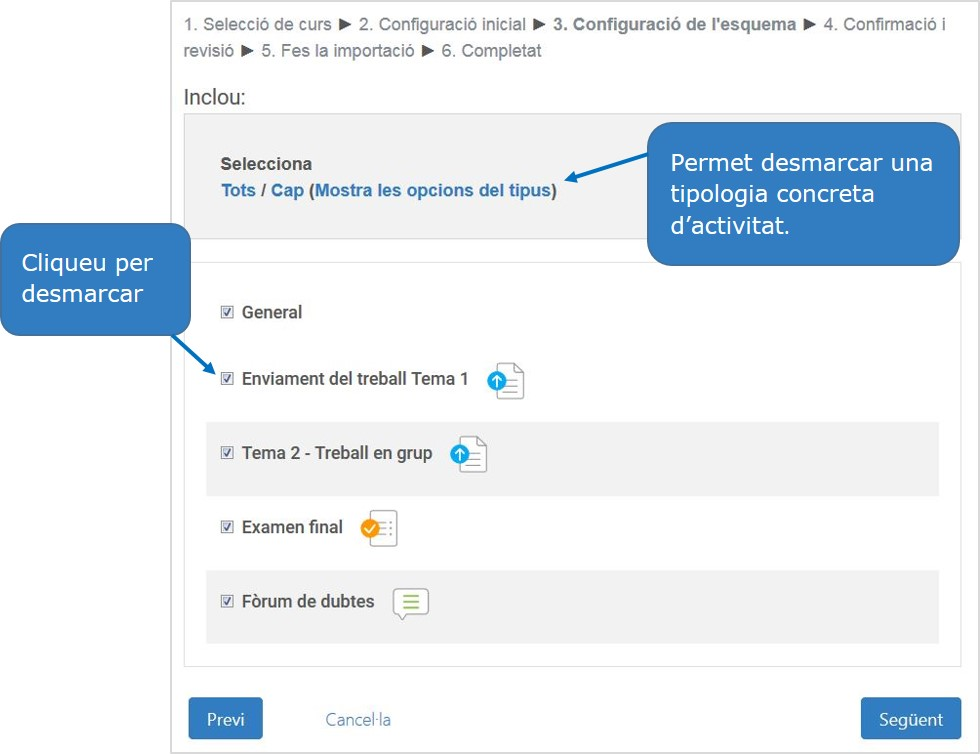 1. Selecció de curs ► 2. Configuració inicial ► 3. Configuració de l'esquema ► 4. Confirmació i
revisió ► 5. Fes la importació ► 6. Completat
Inclou:
Selecciona
Tots / Cap (Mostra les opcions del tipus)
Permet desmarcar una
tipologia concreta
d’activitat.
Cliqueu per
desmarcar
General
Enviament del treball Tema 1
Tema 2 - Treball en grup
Examen final
Fòrum de dubtes
Previ
Cancel·la
Següent